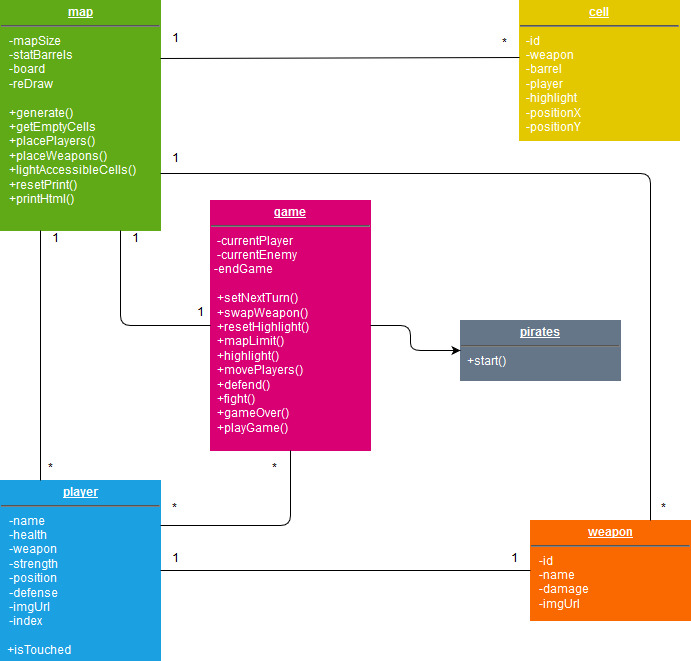 map
-mapSize
-statBarrels
-board
-reDraw
+generate()
+getEmptyCells
+placePlayers()
+placeWeapons()
+lightAccessibleCells()
+resetPrint()
+printHtml()
1
*
cell
-id
-weapon
-barrel
-player
-highlight
-positionX
-positionY
1
1
1
game
-currentPlayer
-currentEnemy
-endGame
+setNextTurn()
+swapWeapon()
+resetHighlight()
+mapLimit()
+highlight()
+movePlayers()
+defend()
+fight()
+gameOver()
+playGame()
1
pirates
+start()
*
*
*
*
player
-name
-health
-weapon
-strength
-position
-defense
-imgUrl
-index
+isTouched
1
1
weapon
-id
-name
-damage
-imgUrl